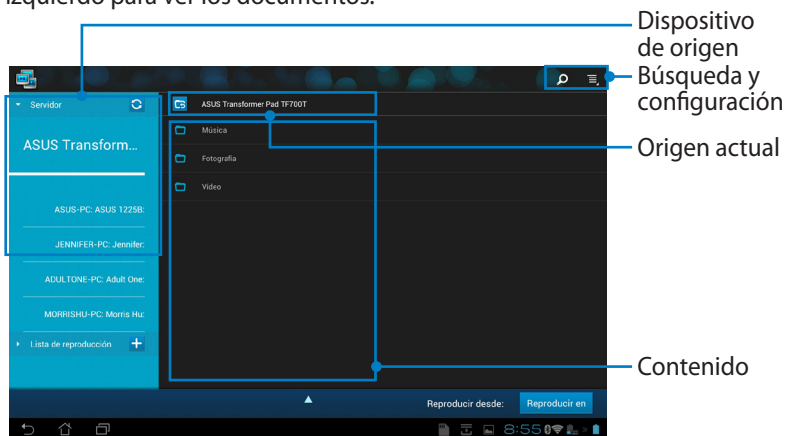 izquierdo para ver los documentos.
Dispositivo
de origen
Búsqueda y
configuración
Origen actual
Contenido
Servidor
ASUS Transform...
ASUS-PC: ASUS 1225B:
JENNIFER-PC: Jennifer:
ADULTONE-PC: Adult One:
MORRISHU-PC: Morris Hu:
Lista de reproducción
ASUS Transformer Pad TF700T
Música
Fotografía
Vídeo
Reproducir desde:
Reproducir en
8:55